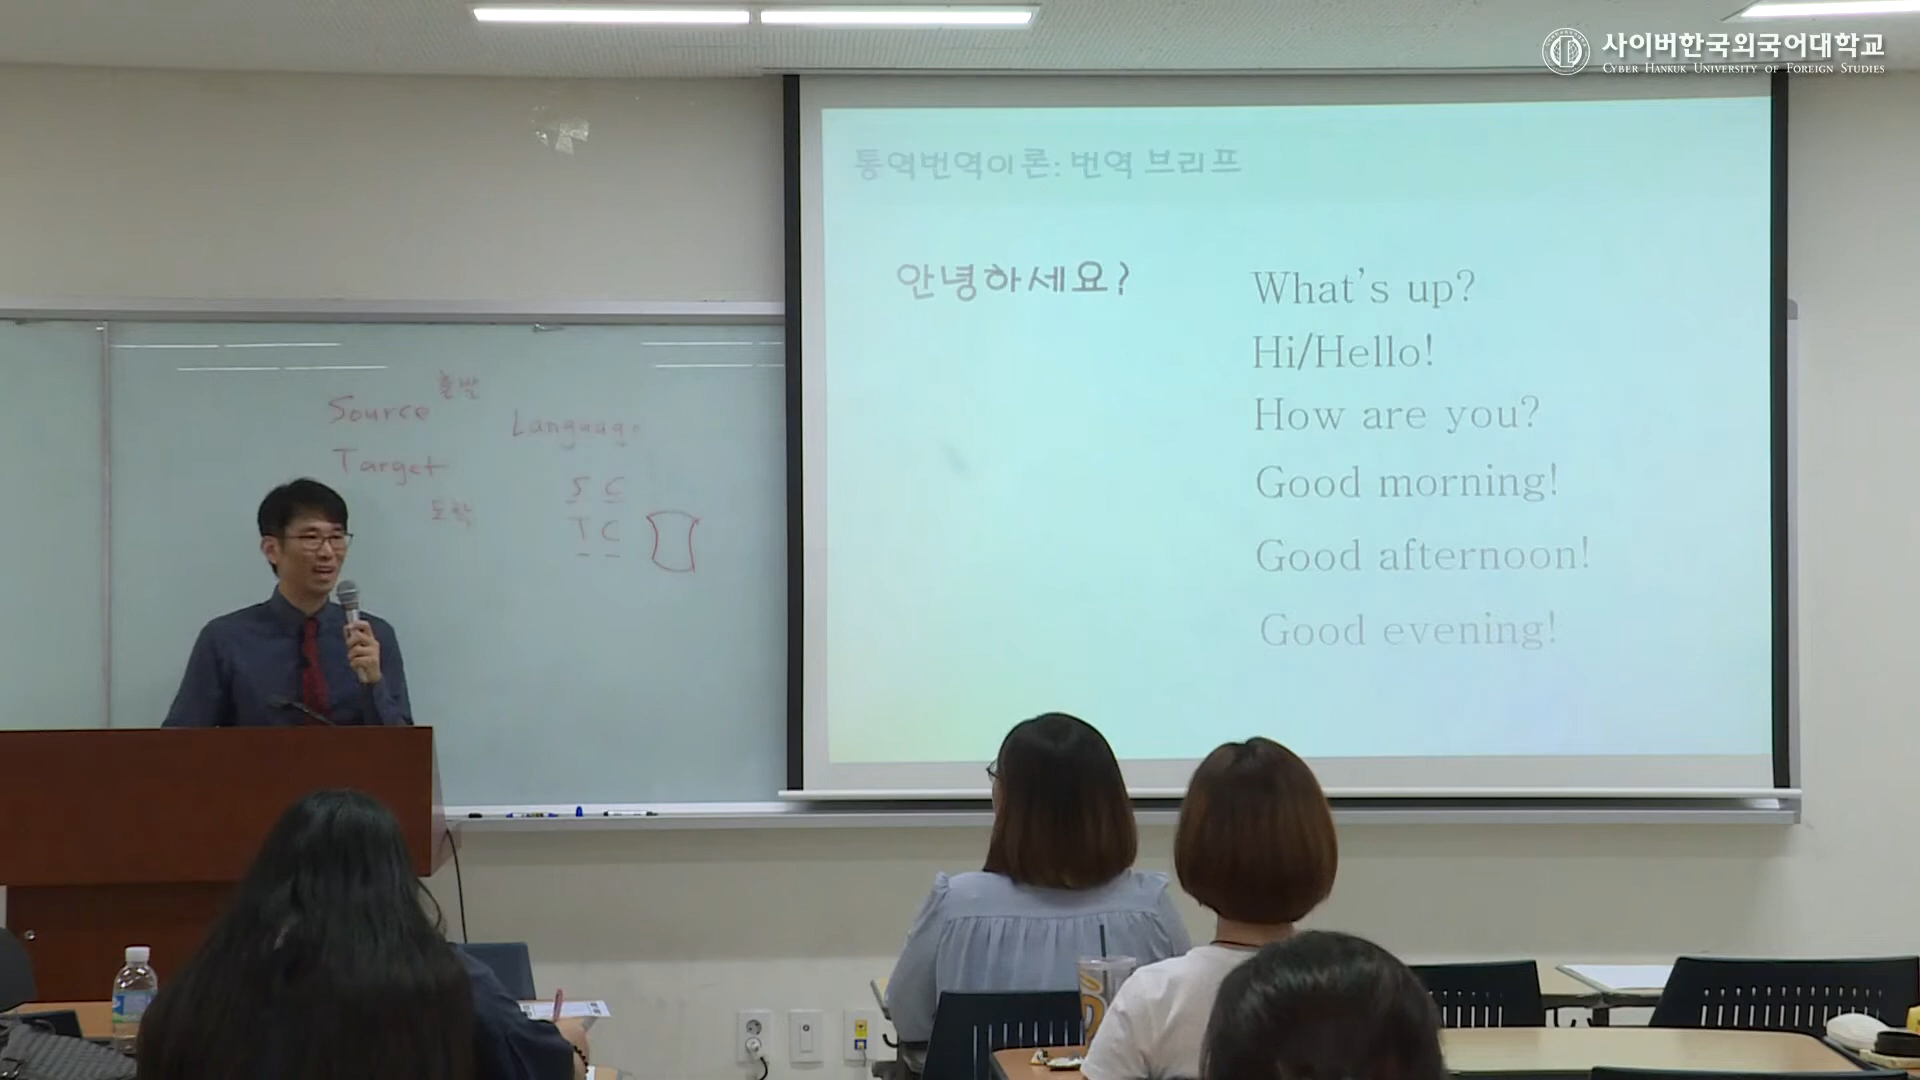 사이버한국외국어대학교
CYBER HANKUK UNIVERSITY OF FOREIGN STUDIES
통역번역이론: 번역 브리프
안녕하세요?
What's up?
Hi/Hello!
How are you?
Good morning!
Good afternoon!
Good evening!
출발
Source
Language
Target
도착
S C
T C